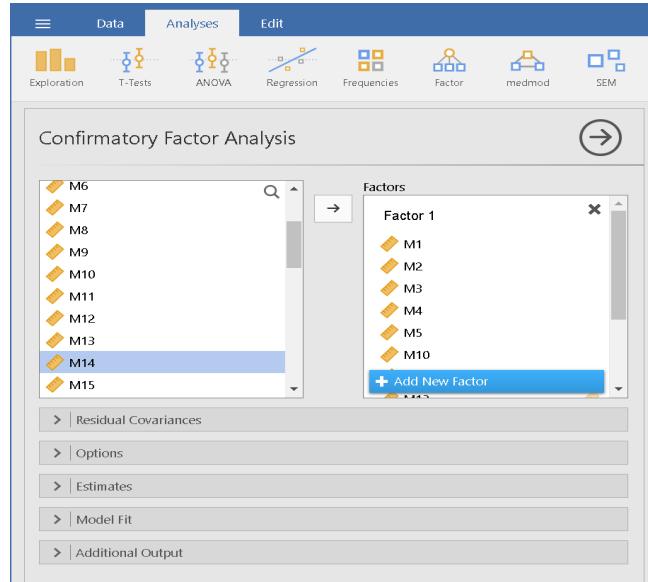 Data Analyses Edit
Exploration T-Tests ANOVA Regression Frequencies Factor medmod SEM
Confirmatory Factor Analysis
M6
M7
M8
M9
M10
M11
M12
M13
M14
M15
Factors
Factor 1
M1
M2
M3
M4
M5
M10
Add New Factor
Residual Covariances
Options
Estimates
Model Fit
Additional Output